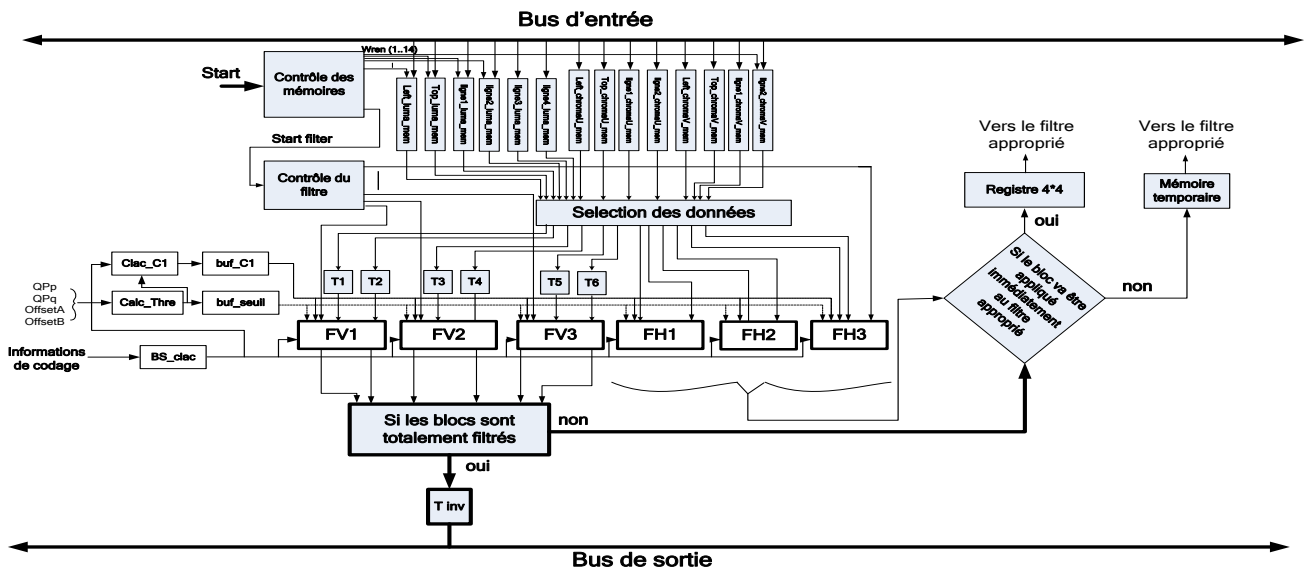 Bus d'entrée
Wren (1..14)
Start
Contrôle des
mémoires
Left_luma_mem
Top_luma_mem
ligne1_luma_mem
ligne2_luma_mem
ligne3_luma_mem
ligne4_luma_mem
Left_chromaU_mem
Top_chromaU_mem
ligne1_chromaU_mem
ligne2_chromaU_mem
Left_chromaV_mem
Top_chromaV_mem
ligne1_chromaV_mem
ligne2_chromaV_mem
Start filter
Contrôle du
filtre
Selection des données
Vers le filtre
approprié
Vers le filtre
approprié
Registre 4*4
Mémoire
temporaire
oui
Si le bloc va être
appliqué
immédiatement
au filtre
approprié
non
Clac_C1
buf_C1
T1
T2
T3
T4
T5
T6
QPp
QPq
OffsetA
OffsetB
Calc_Thre
buf_seuil
FV1
FV2
FV3
FH1
FH2
FH3
Informations
de codage
BS_clac
Si les blocs sont
totalement filtrés
non
oui
T inv
Bus de sortie